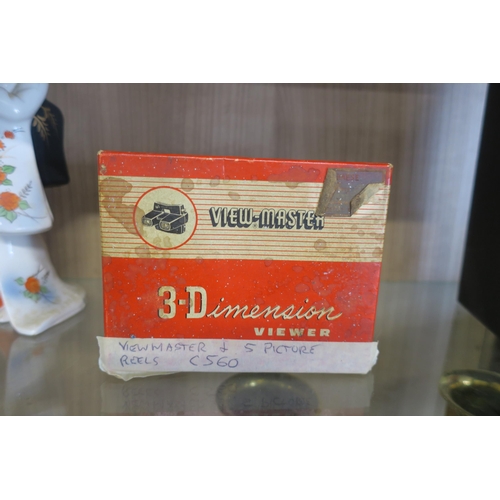 VIEW-MASTER
3-Dimension
VIEWER
VIEWMASTER + 5 PICTURE
REELS C560